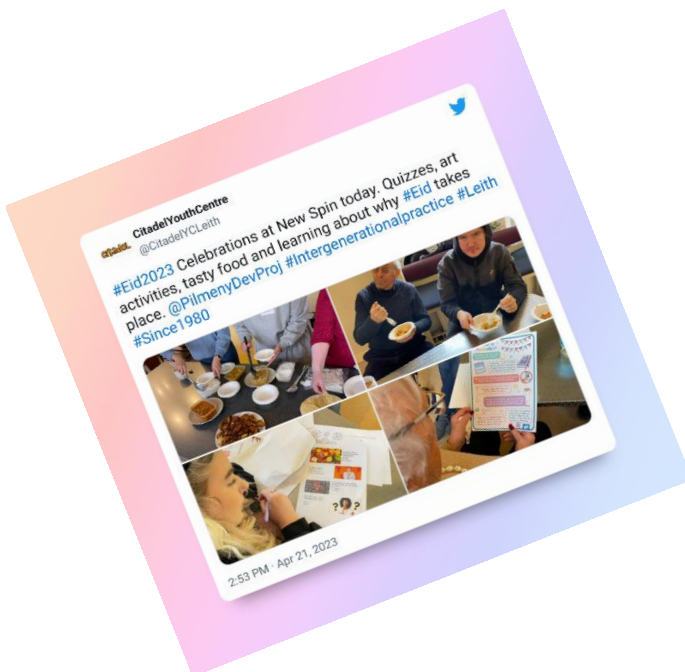 CitadelYouthCentre
@CitadelYCLeith
#Eid2023 Celebrations at New Spin today. Quizzes, art
activities, tasty food and learning about why #Eid takes
place. @PilmenyDevProj #Intergenerationalpractice #Leith
#Since1980
2:53 PM · Apr 21, 2023